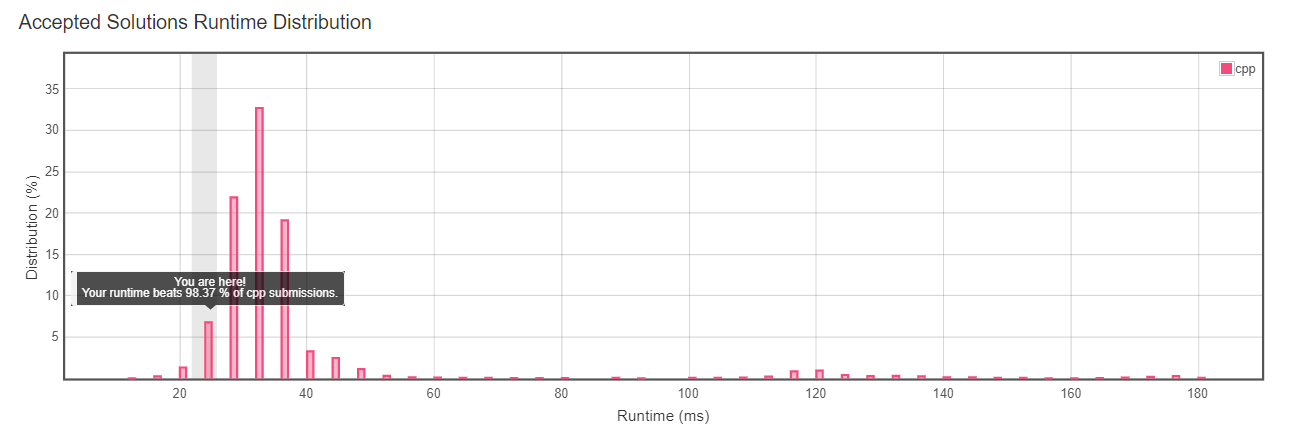 Accepted Solutions Runtime Distribution
cpp
35
30
25
20
15
10
5
Distribution (%)
You are here!
Your runtime beats 98.37 % of cpp submissions.
20 40 60 80 100 120 140 160 180
Runtime (ms)